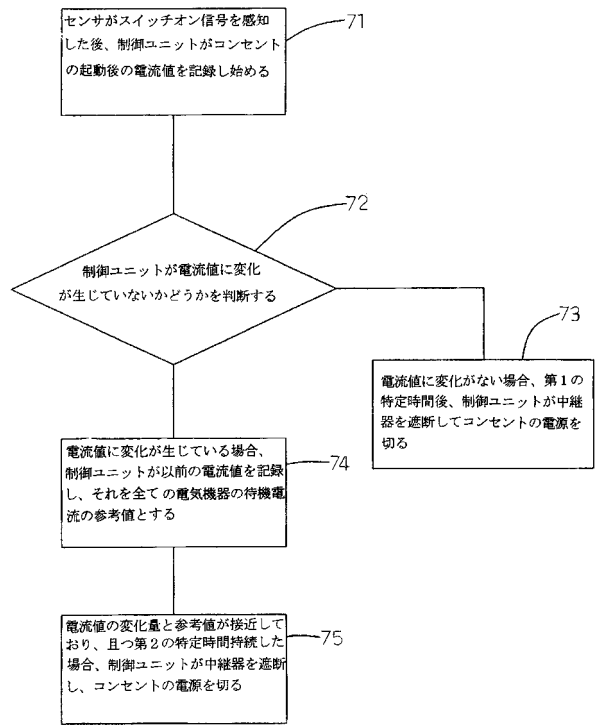 センサがスイッチオン信号を感知
した後、制御ユニットがコンセント
の起動後の電流値を記録し始める
71
72
制御ユニットが電流値に変化
が生じていないかどうかを判断する
73
電流値に変化がない場合、第１の
特定時間後、制御ユニットが中継
器を遮断してコンセントの電源を
切る
電流値に変化が生じている場合、
制御ユニットが以前の電流値を記録
し、それを全ての電気機器の待機電
流の参考値とする
74
電流値の変化量と参考値が接近して
おり、且つ第２の特定時間持続した
場合、制御ユニットが中継器を遮断
し、コンセントの電源を切る
75